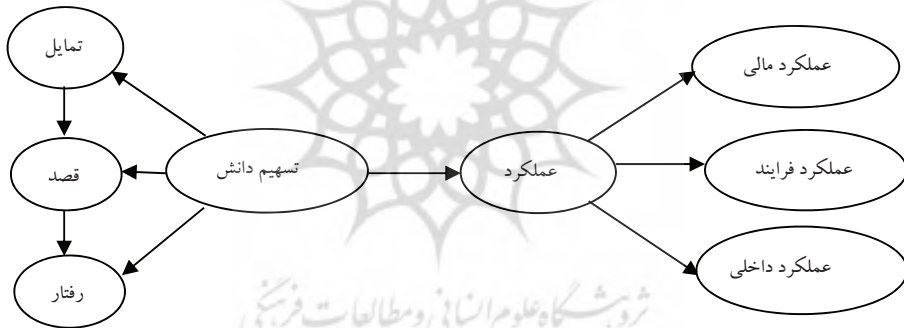 تمایل
عملکرد مالی
قصد
تسهیم دانش
عملکرد
عملکرد فرایند
رفتار
عملکرد داخلی
پژوهشگاه علوم انسانی و مطالعات فرهنگی